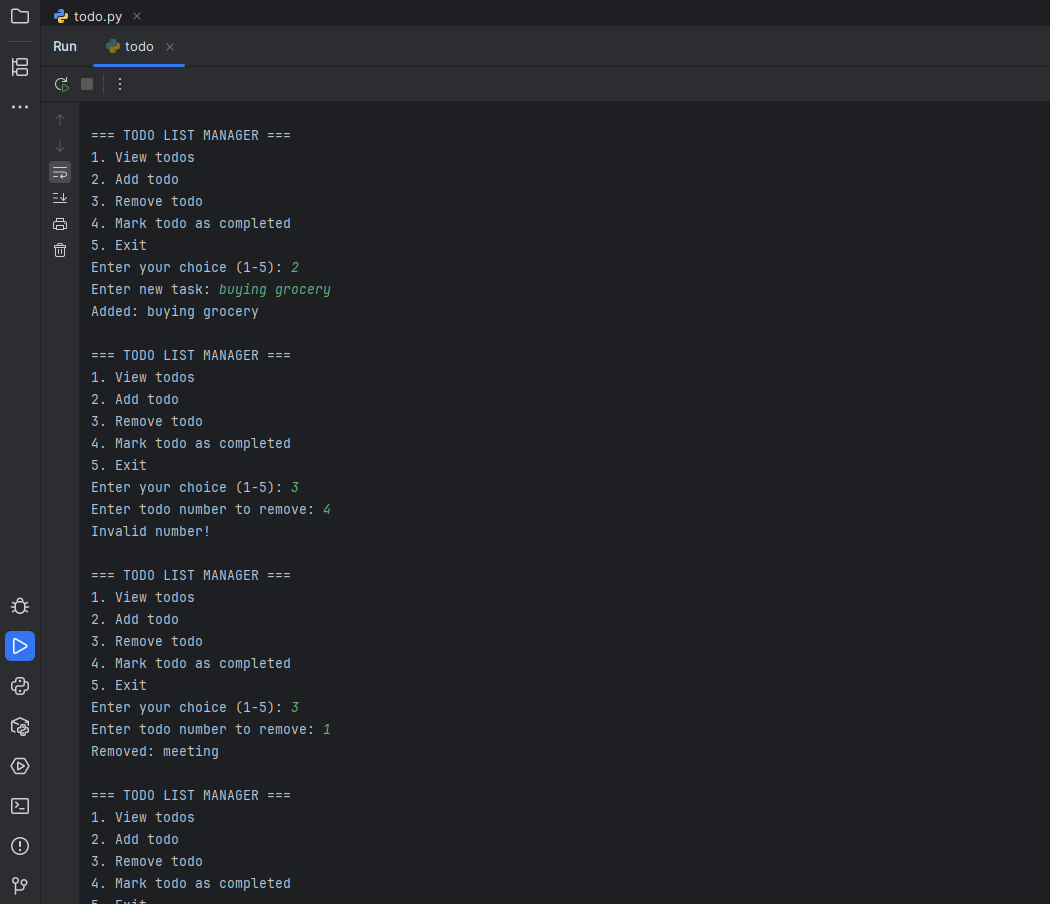 todo.py
Run todo
=== TODO LIST MANAGER ===
1. View todos
2. Add todo
3. Remove todo
4. Mark todo as completed
5. Exit
Enter your choice (1-5): 2
Enter new task: buying grocery
Added: buying grocery
=== TODO LIST MANAGER ===
1. View todos
2. Add todo
3. Remove todo
4. Mark todo as completed
5. Exit
Enter your choice (1-5): 3
Enter todo number to remove: 4
Invalid number!
=== TODO LIST MANAGER ===
1. View todos
2. Add todo
3. Remove todo
4. Mark todo as completed
5. Exit
Enter your choice (1-5): 3
Enter todo number to remove: 1
Removed: meeting
=== TODO LIST MANAGER ===
1. View todos
2. Add todo
3. Remove todo
4. Mark todo as completed
5. Exit